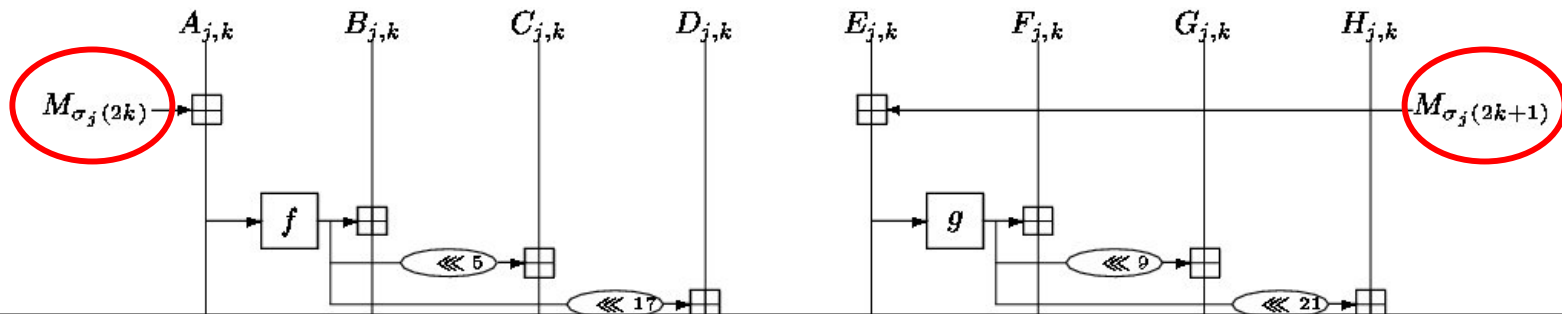 A_{j,k} B_{j,k} C_{j,k} D_{j,k} E_{j,k} F_{j,k} G_{j,k} H_{j,k}
M_{σ_j(2k)} M_{σ_j(2k+1)}
f g
⋘ 5 ⋘ 9
⋘ 17 ⋘ 21